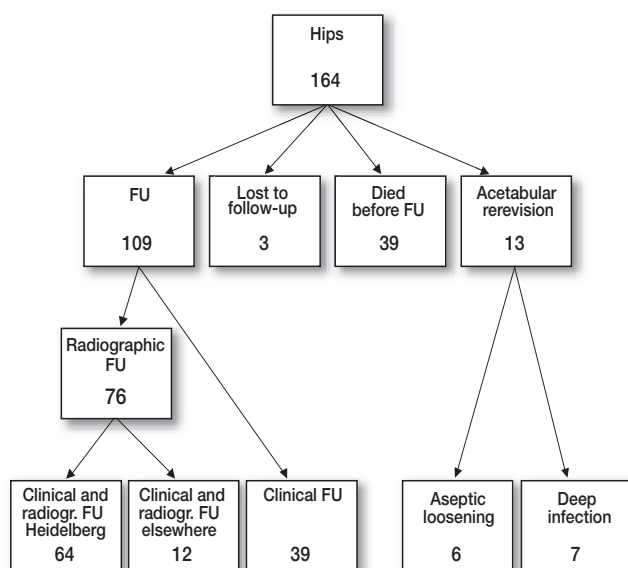 Hips
164
FU
109
Lost to
follow-up
3
Died
before FU
39
Acetabular
rerevision
13
Radiographic
FU
76
Clinical and
radiogr. FU
Heidelberg
64
Clinical and
radiogr. FU
elsewhere
12
Clinical FU
39
Aseptic
loosening
6
Deep
infection
7